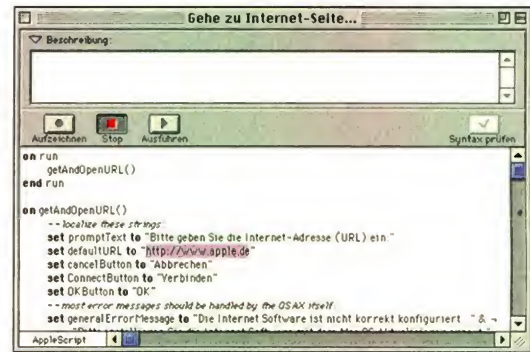 Gehe zu Internet-Seite...
Beschreibung:
Aufzeichnen Stop Ausführen Syntax prüfen
on run
getAndOpenURL()
end run
on getAndOpenURL()
-- localize these strings:
set promptText to "Bitte geben Sie die Internet-Adresse (URL) ein:"
set defaultURL to "http://www.apple.de"
set cancelButton to "Abbrechen"
set ConnectButton to "Verbinden"
set OKButton to "OK"
-- most error messages should be handled by the OSAX itself.
set generalErrorMessage to "Die Internet Software ist nicht korrekt konfiguriert. " & ¬
AppleScript